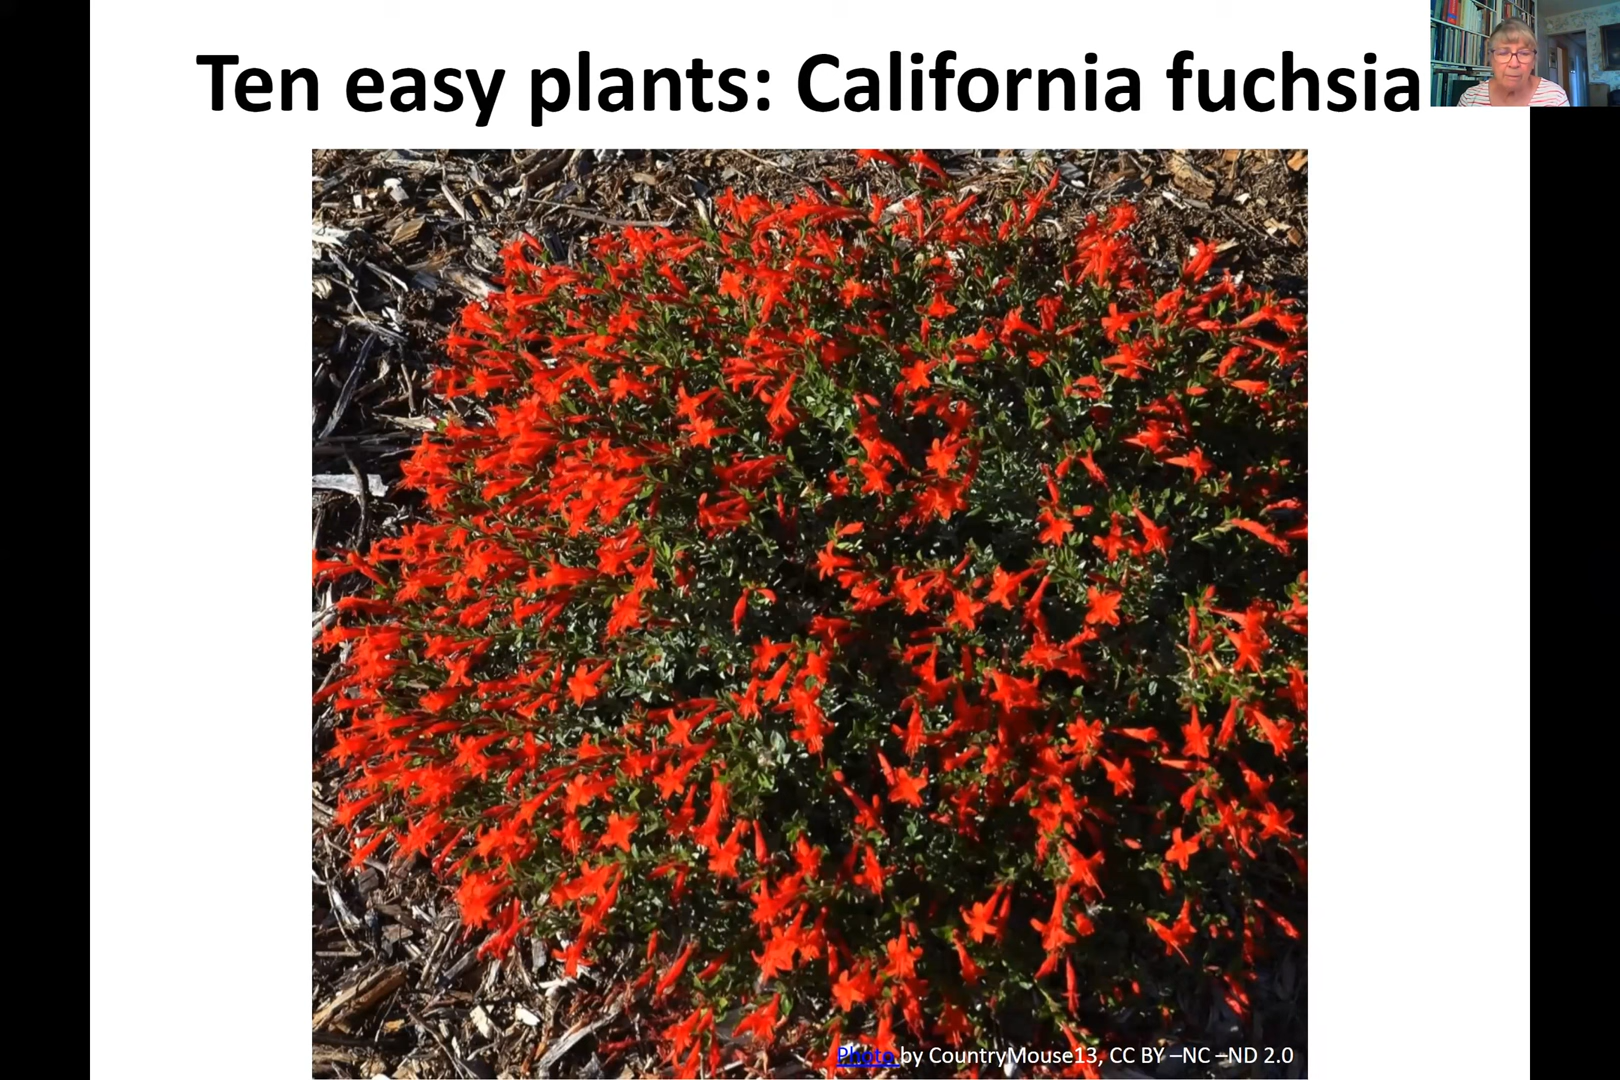 Ten easy plants: California fuchsia
Photo by CountryMouse13, CC BY –NC –ND 2.0